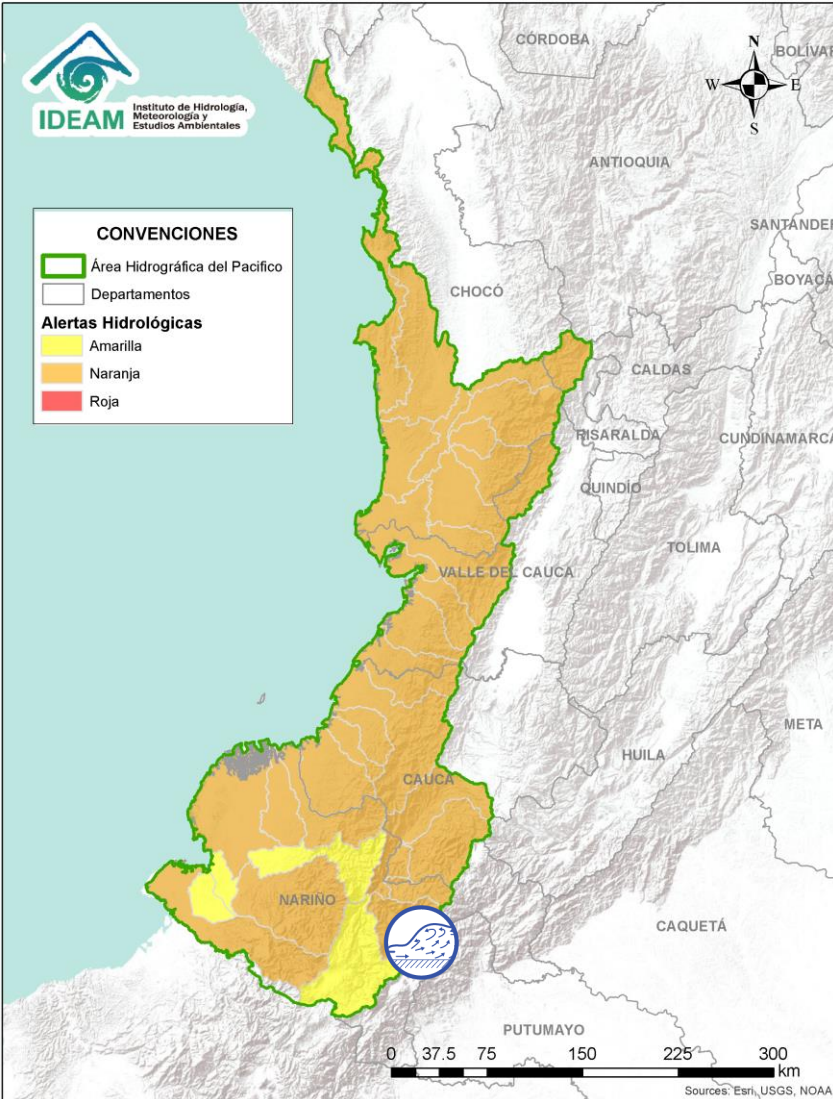 IDEAM
Instituto de Hidrología,
Meteorología y
Estudios Ambientales
CÓRDOBA
BOLÍVAR
N
W
E
S
ANTIOQUIA
SANTANDER
CONVENCIONES
Área Hidrográfica del Pacifico
Departamentos
Alertas Hidrológicas
Amarilla
Naranja
Roja
BOYACÁ
CHOCÓ
CALDAS
RISARALDA
CUNDINAMARCA
QUINDÍO
TOLIMA
VALLE DEL CAUCA
META
HUILA
CAUCA
NARIÑO
CAQUETÁ
PUTUMAYO
0 37.5 75 150 225 300
km
Sources: Esri, USGS, NOAA